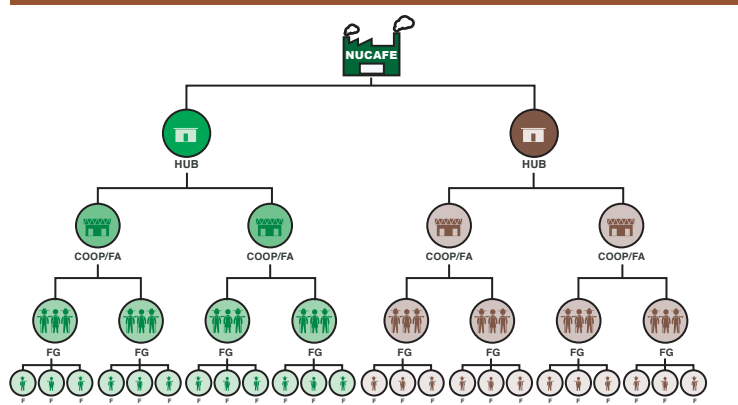 NUCAFE
HUB HUB
COOP/FA COOP/FA COOP/FA COOP/FA
FG FG FG FG FG FG FG FG
F F F F F F F F F F F F F F F F F F F F F F F F